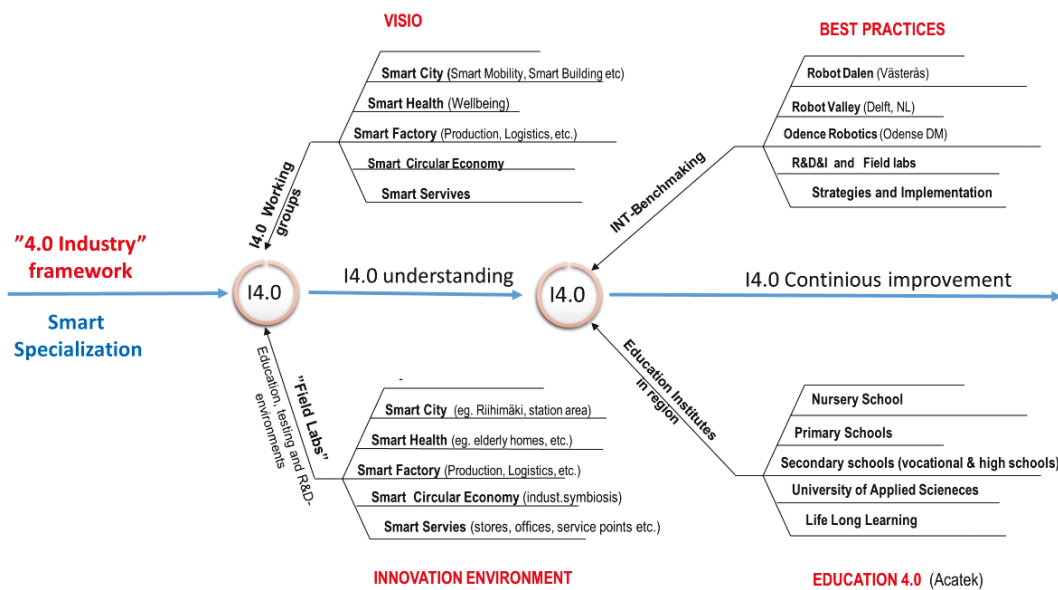 VISIO
Smart City (Smart Mobility, Smart Building etc)
Smart Health (Wellbeing)
Smart Factory (Production, Logistics, etc.)
Smart Circular Economy
Smart Servives
I4.0 Working
groups
BEST PRACTICES
Robot Dalen (Västerås)
Robot Valley (Delft, NL)
Odence Robotics (Odense DM)
R&D&I and Field labs
Strategies and Implementation
INT-Benchmaking
"4.0 Industry"
framework
Smart
Specialization
I4.0
I4.0 understanding
I4.0
I4.0 Continious improvement
"Field Labs"
Education, testing and R&D-
environments
-
Smart City (eg. Riihimäki, station area)
Smart Health (eg. elderly homes, etc.)
Smart Factory (Production, Logistics, etc.)
Smart Circular Economy (indust.symbiosis)
Smart Servies (stores, offices, service points etc.)
INNOVATION ENVIRONMENT
Education Institutes
in region
Nursery School
Primary Schools
Secondary schools (vocational & high schools)
University of Applied Scieneces
Life Long Learning
EDUCATION 4.0 (Acatek)